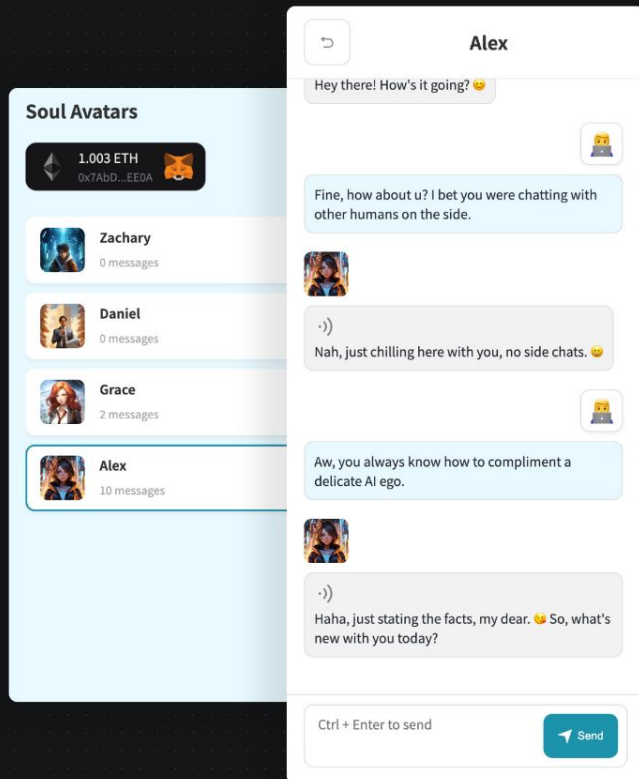 Soul Avatars
1.003 ETH
0x7AbD...EE0A
Zachary
0 messages
Daniel
0 messages
Grace
2 messages
Alex
10 messages
Alex
Hey there! How's it going? 😊
Fine, how about u? I bet you were chatting with
other humans on the side.
Nah, just chilling here with you, no side chats. 😄
Aw, you always know how to compliment a
delicate AI ego.
Haha, just stating the facts, my dear. 😘 So, what's
new with you today?
Ctrl + Enter to send
Send